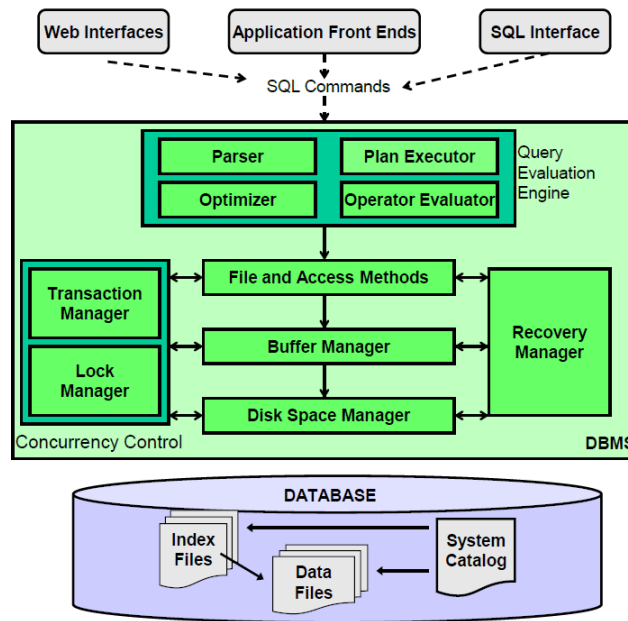 Web Interfaces
Application Front Ends
SQL Interface
SQL Commands
Parser
Plan Executor
Optimizer
Operator Evaluator
Query
Evaluation
Engine
File and Access Methods
Transaction
Manager
Buffer Manager
Recovery
Manager
Lock
Manager
Disk Space Manager
Concurrency Control
DBMS
DATABASE
Index
Files
Data
Files
System
Catalog